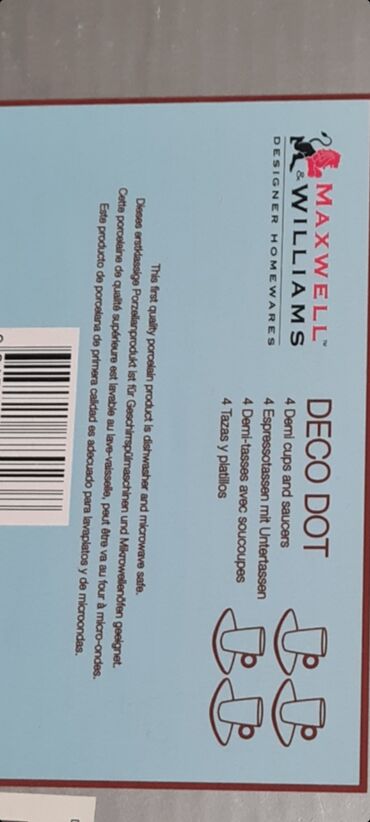 MAXWELL™
& WILLIAMS
DESIGNER HOMEWARES
DECO DOT
4 Demi cups and saucers
4 Espressotassen mit Untertassen
4 Demi-tasses avec soucoupes
4 Tazas y platillos
This first quality porcelain product is dishwasher and microwave safe.
Dieses erstklassige Porzellanprodukt ist für Geschirrspülmaschinen und Mikrowellenöfen geeignet.
Cette porcelaine de qualité supérieure est lavable au lave-vaisselle, peut être va au four à micro-ondes.
Este producto de porcelana de primera calidad es adecuado para lavaplatos y de microondas.